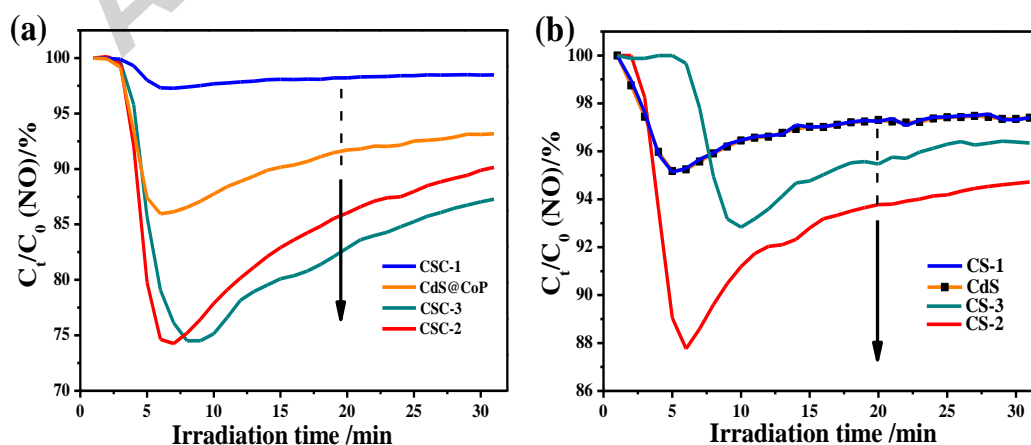 (a)
C_t/C_0 (NO)/%
100
95
90
85
80
75
70
0 5 10 15 20 25 30
Irradiation time /min
CSC-1
CdS@CoP
CSC-3
CSC-2
(b)
C_t/C_0 (NO)/%
100
98
96
94
92
90
88
86
0 5 10 15 20 25 30
Irradiation time /min
CS-1
CdS
CS-3
CS-2